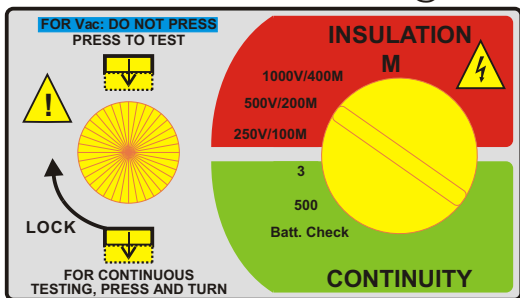 FOR Vac: DO NOT PRESS
PRESS TO TEST
!
LOCK
FOR CONTINUOUS
TESTING, PRESS AND TURN
INSULATION
M
1000V/400M
500V/200M
250V/100M
3
500
Batt. Check
CONTINUITY